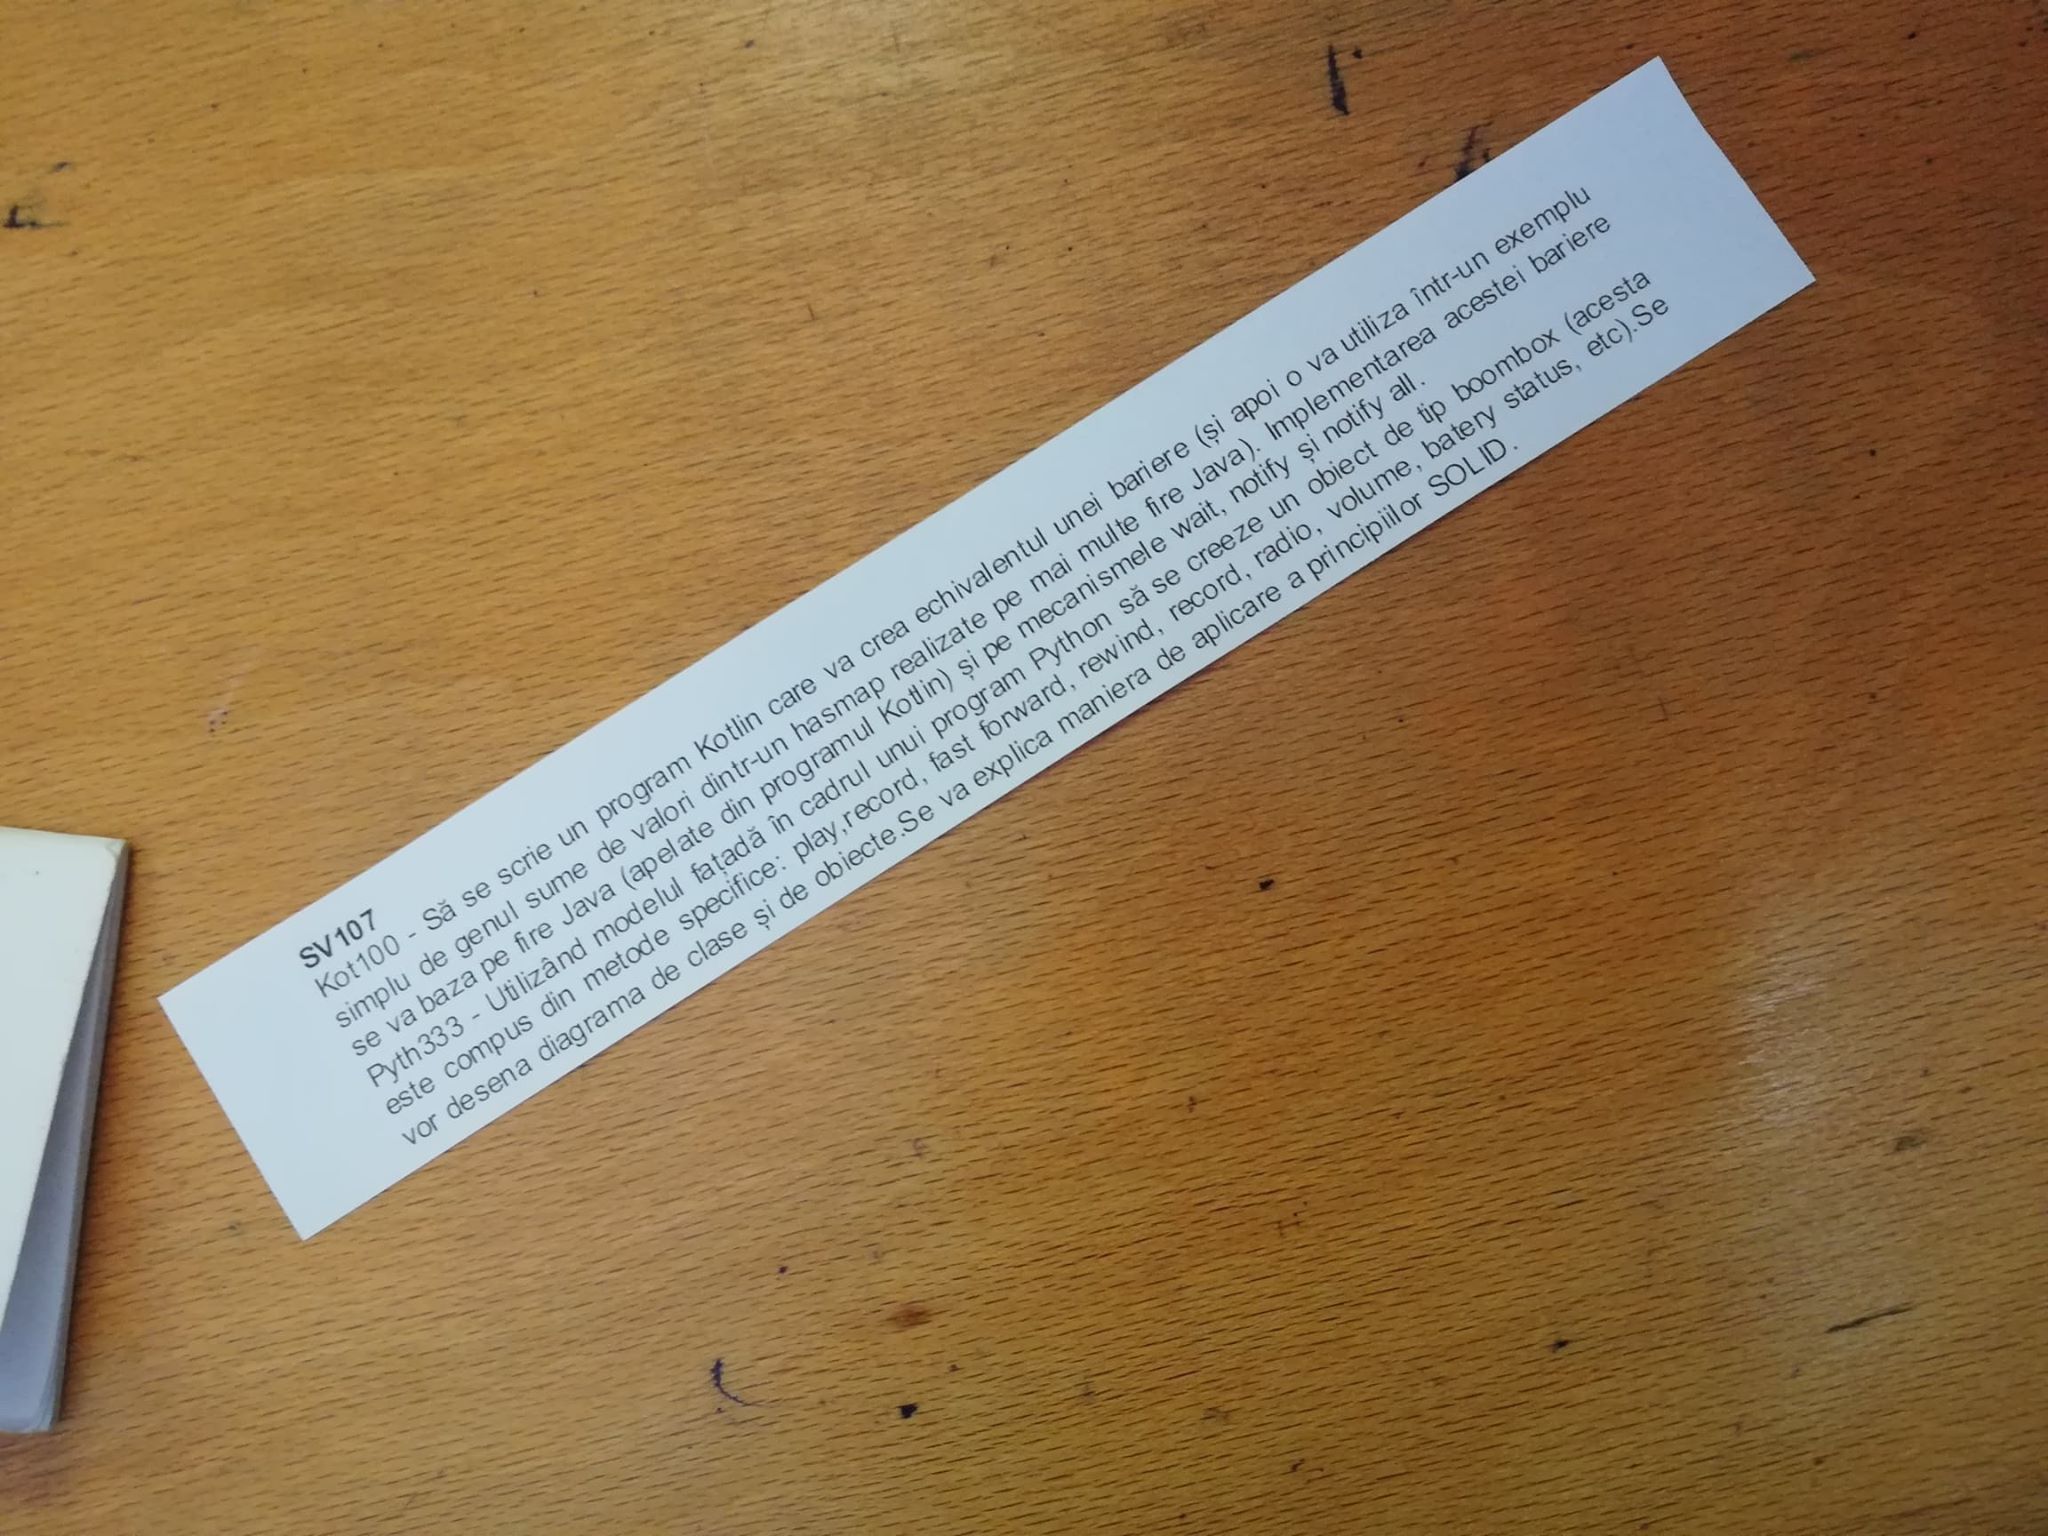 SV107
Kot100 - Să se scrie un program Kotlin care va crea echivalentul unei bariere (și apoi o va utiliza într-un exemplu
simplu de genul sume de valori dintr-un hasmap realizate pe mai multe fire Java). Implementarea acestei bariere
se va baza pe fire Java (apelate din programul Kotlin) și pe mecanismele wait, notify și notify all.
Pyth333 - Utilizând modelul fațadă în cadrul unui program Python să se creeze un obiect de tip boombox (acesta
este compus din metode specifice: play,record, fast forward, rewind, record, radio, volume, batery status, etc).Se
vor desena diagrama de clase și de obiecte.Se va explica maniera de aplicare a principiilor SOLID.